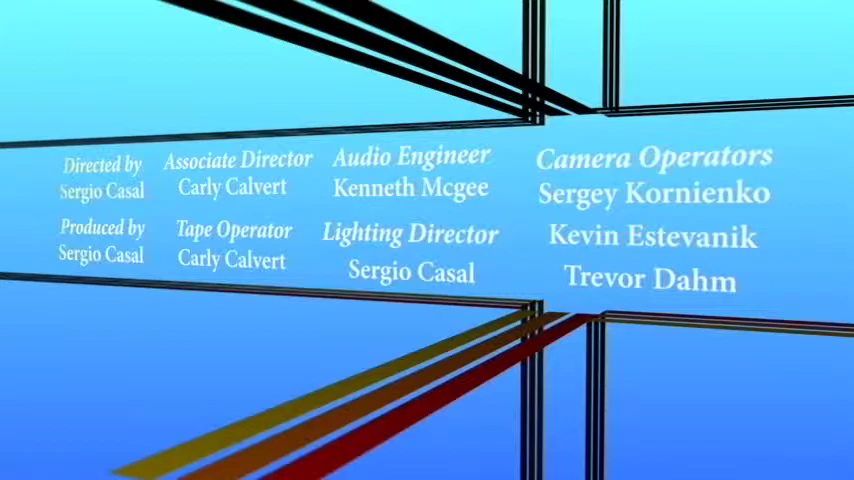 Directed by
Sergio Casal
Produced by
Sergio Casal
Associate Director
Carly Calvert
Tape Operator
Carly Calvert
Audio Engineer
Kenneth Mcgee
Lighting Director
Sergio Casal
Camera Operators
Sergey Kornienko
Kevin Estevanik
Trevor Dahm